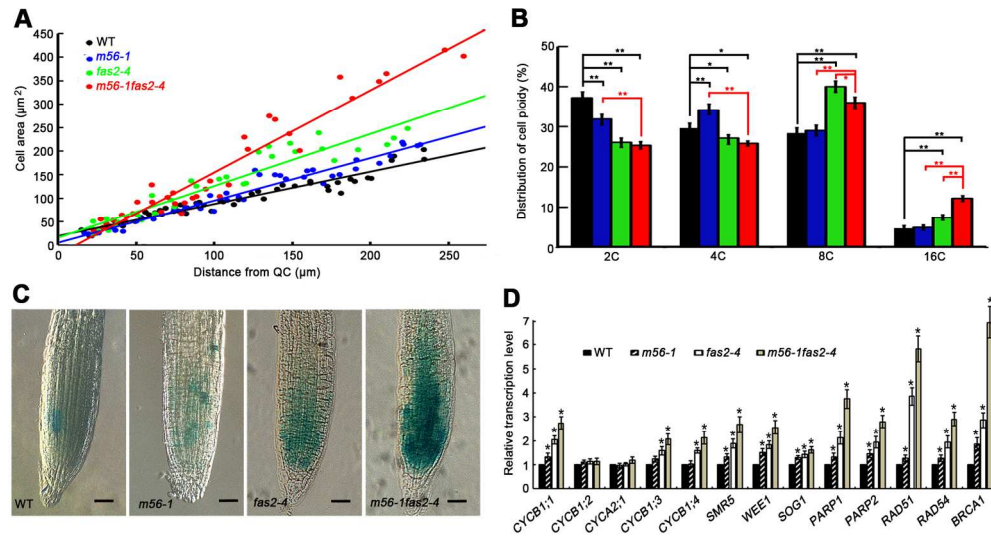 A
Cell area (µm²)
450
400
350
300
250
200
150
100
50
0
WT
m56-1
fas2-4
m56-1fas2-4
0 50 100 150 200 250
Distance from QC (µm)
B
Distribution of cell ploidy (%)
50
40
30
20
10
0
** ** ** **
* * ** **
** ** ** *
** ** ** **
2C 4C 8C 16C
C
WT
m56-1
fas2-4
m56-1fas2-4
D
Relative transcription level
7
6
5
4
3
2
1
0
WT m56-1 fas2-4 m56-1fas2-4
CYCB1;1
CYCB1;2
CYCA2;1
CYCB1;3
CYCB1;4
SMR5
WEE1
SOG1
PARP1
PARP2
RAD51
RAD54
BRCA1